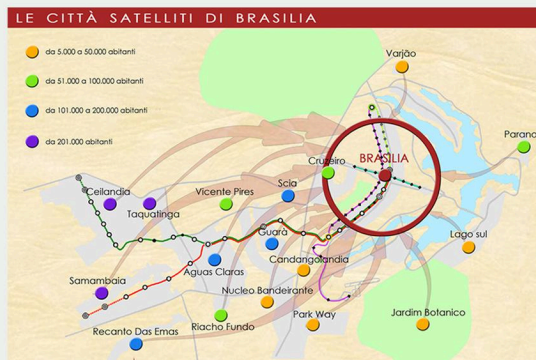 LE CITTÀ SATELLITI DI BRASILIA
da 5.000 a 50.000 abitanti
da 51.000 a 100.000 abitanti
da 101.000 a 200.000 abitanti
da 201.000 abitanti
Varjão
Parano
Cruzeiro
BRASILIA
Ceilandia
Taquatinga
Vicente Pires
Scia
Guarà
Lago sul
Aguas Claras
Candangolandia
Samambaia
Nucleo Bandeirante
Park Way
Jardim Botanico
Riacho Fundo
Recanto Das Emas